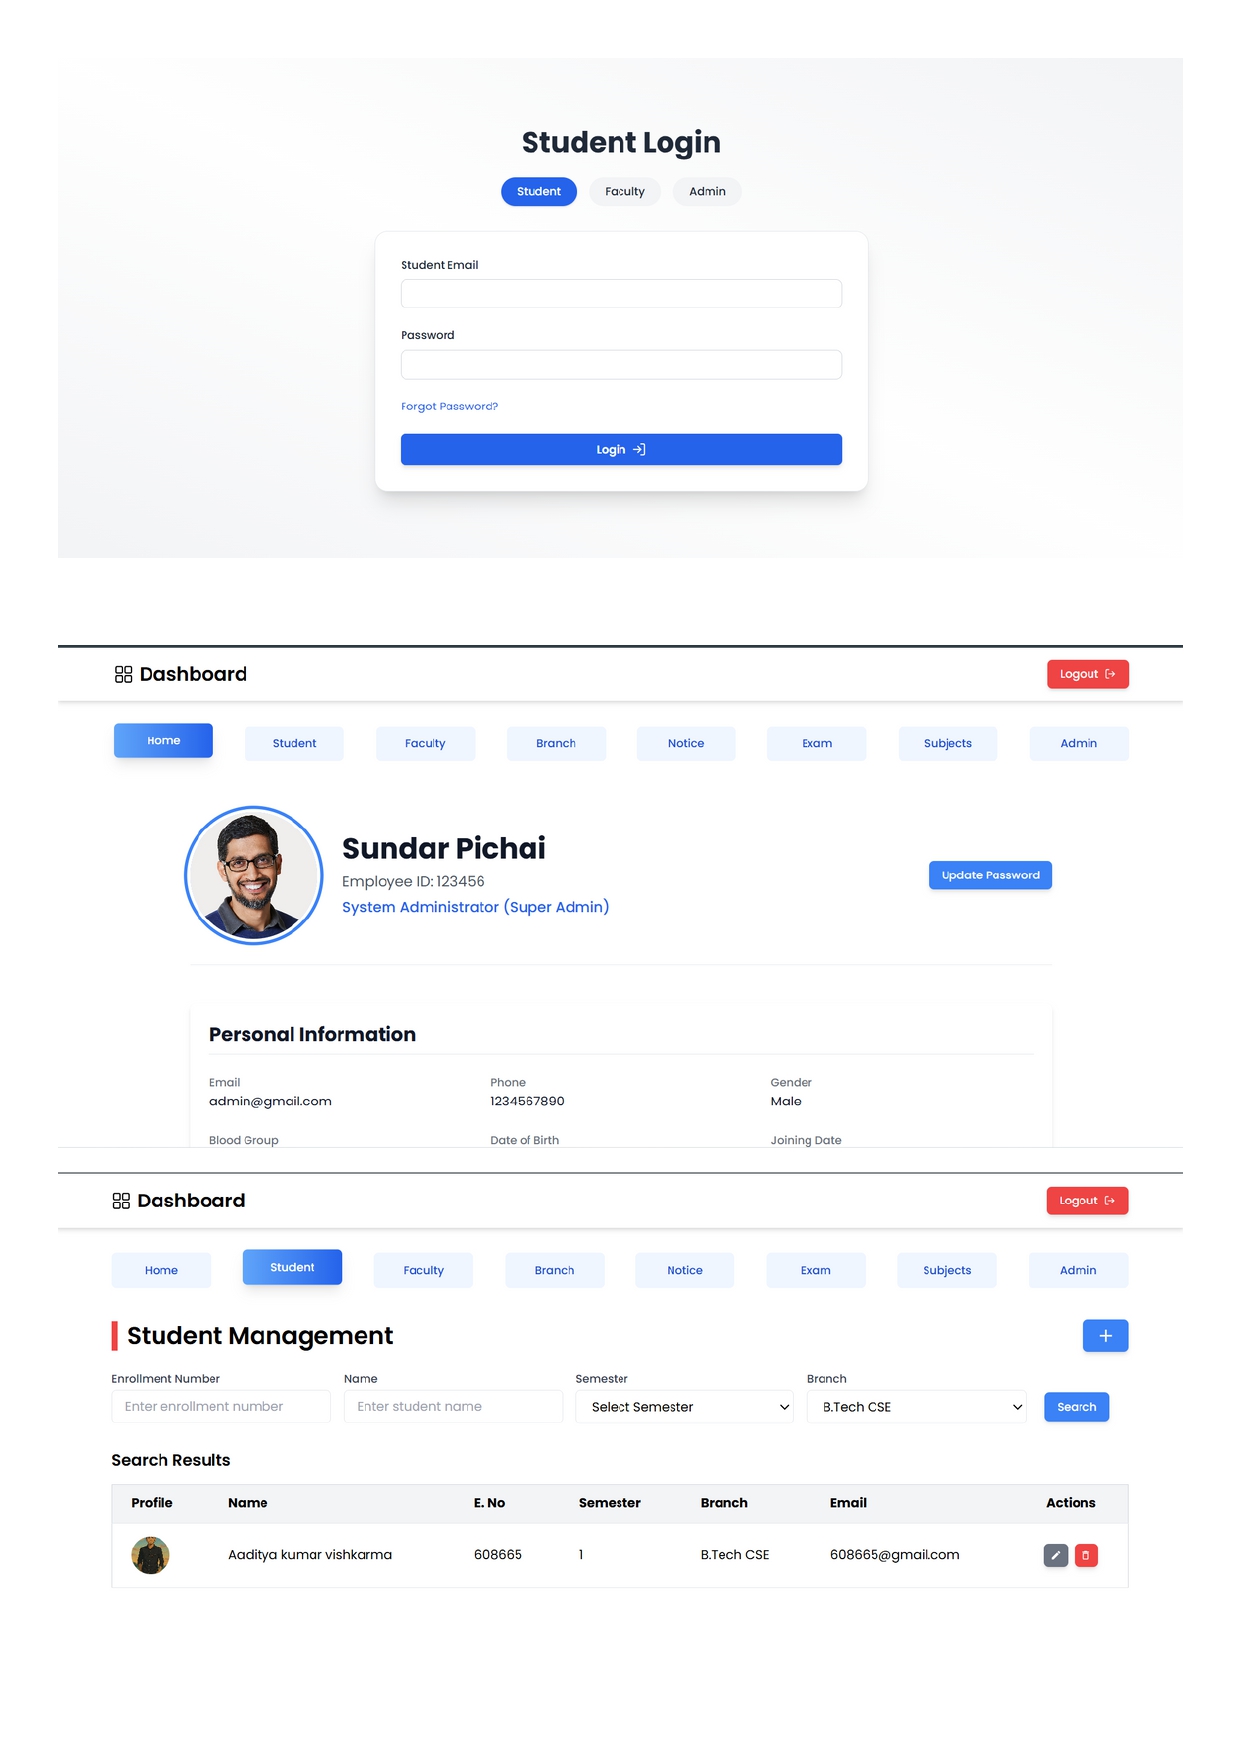 Student Login
Student Faculty Admin
Student Email
Password
Forgot Password?
Login
Dashboard Logout
Home Student Faculty Branch Notice Exam Subjects Admin
Sundar Pichai
Employee ID: 123456
System Administrator (Super Admin)
Update Password
Personal Information
Email Phone Gender
admin@gmail.com 1234567890 Male
Blood Group Date of Birth Joining Date
Dashboard Logout
Home Student Faculty Branch Notice Exam Subjects Admin
Student Management
Enrollment Number Name Semester Branch
Enter enrollment number Enter student name Select Semester B.Tech CSE Search
Search Results
Profile Name E. No Semester Branch Email Actions
Aaditya kumar vishkarma 608665 1 B.Tech CSE 608665@gmail.com